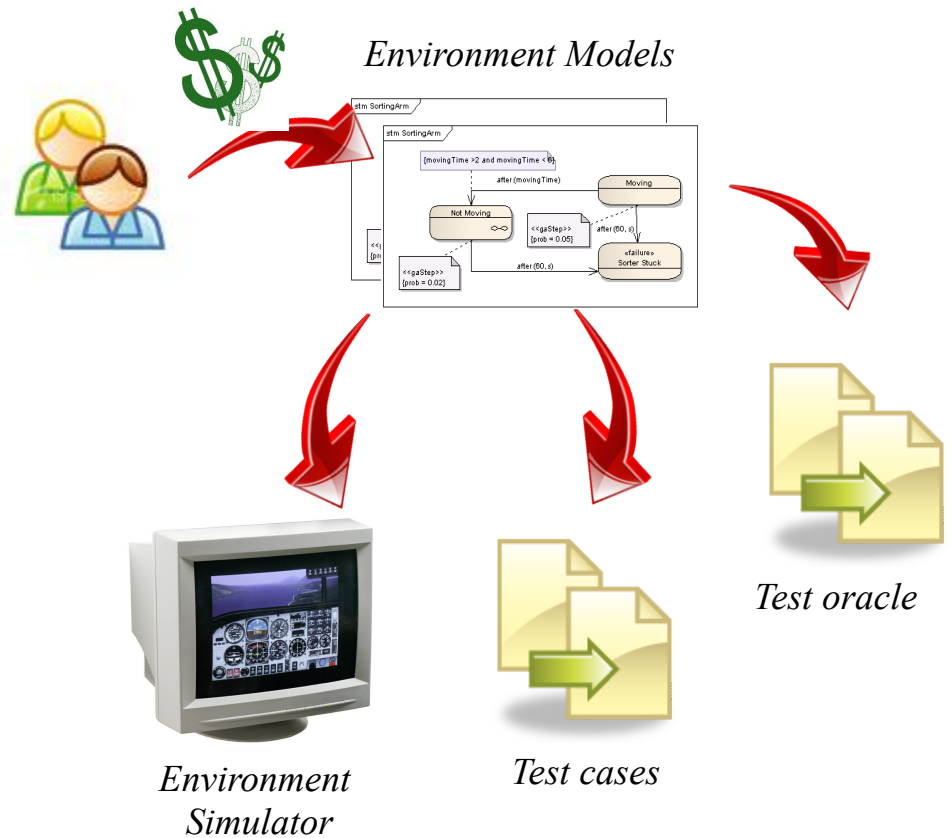 Environment Models
stm SortingArm
stm SortingArm
{movingTime >2 and movingTime < 6}
after (movingTime)
Moving
Not Moving
<<gaStep>>
{prob = 0.05}
after (60, s)
«failure»
Sorter Stuck
<<gaStep>>
{prob = 0.02}
after (60, s)
Test oracle
Test cases
Environment
Simulator